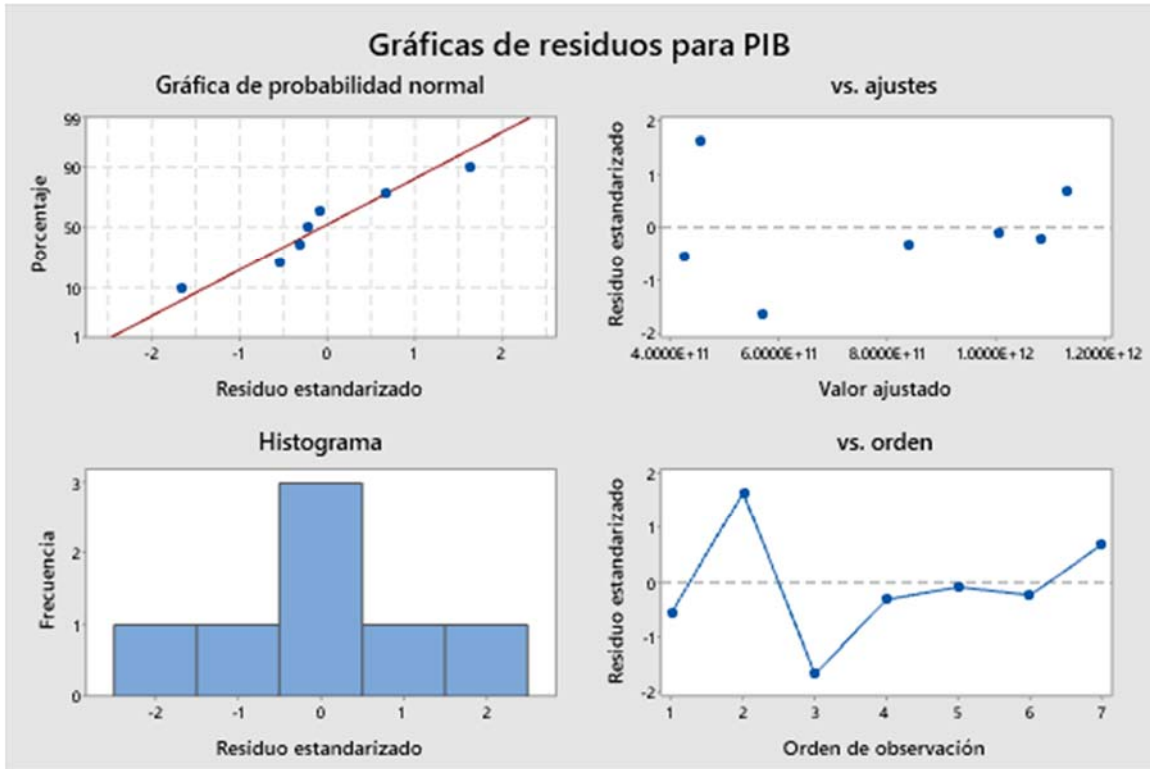 Gráficas de residuos para PIB
Gráfica de probabilidad normal
99
90
50
10
1
Porcentaje
-2 -1 0 1 2
Residuo estandarizado
vs. ajustes
2
1
0
-1
-2
Residuo estandarizado
4.0000E+11 6.0000E+11 8.0000E+11 1.0000E+12 1.2000E+12
Valor ajustado
Histograma
3
2
1
0
Frecuencia
-2 -1 0 1 2
Residuo estandarizado
vs. orden
2
1
0
-1
-2
Residuo estandarizado
1 2 3 4 5 6 7
Orden de observación